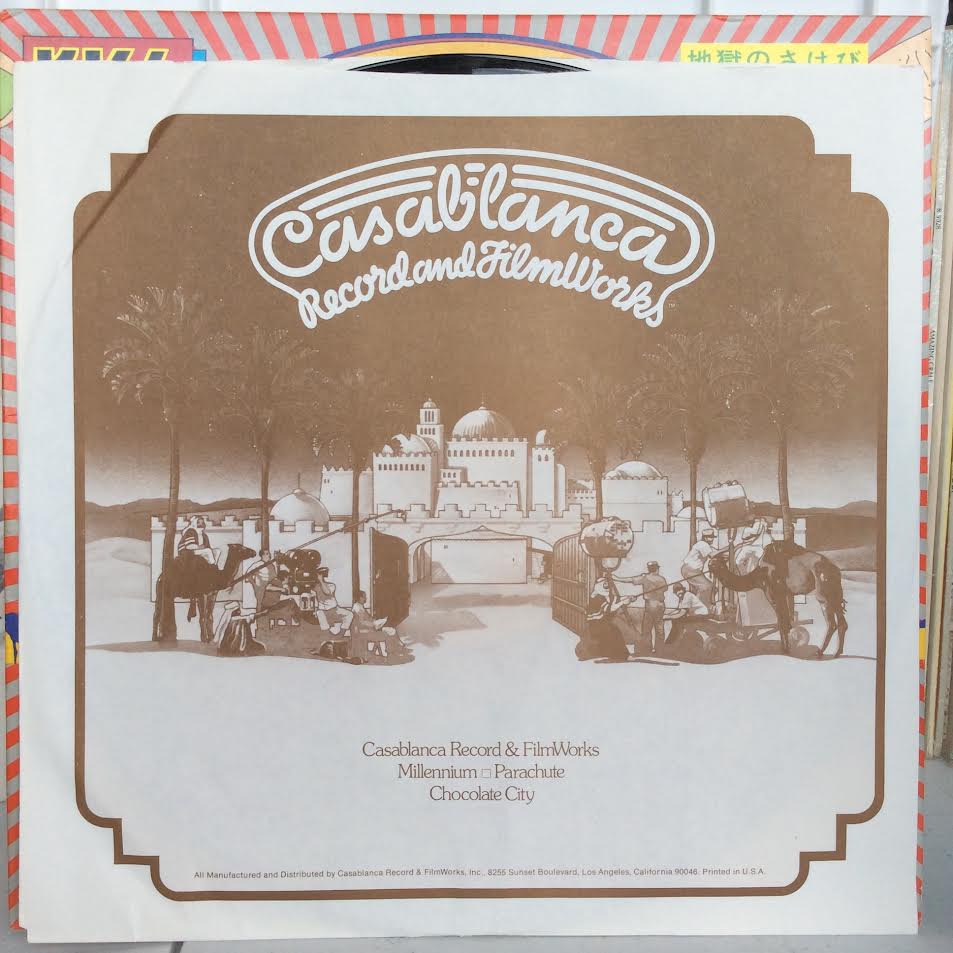 地獄のさけび
Casablanca
Record and FilmWorks
™
Casablanca Record & FilmWorks
Millennium □ Parachute
Chocolate City
All Manufactured and Distributed by Casablanca Record & FilmWorks, Inc., 8255 Sunset Boulevard, Los Angeles, California 90046. Printed in U.S.A.